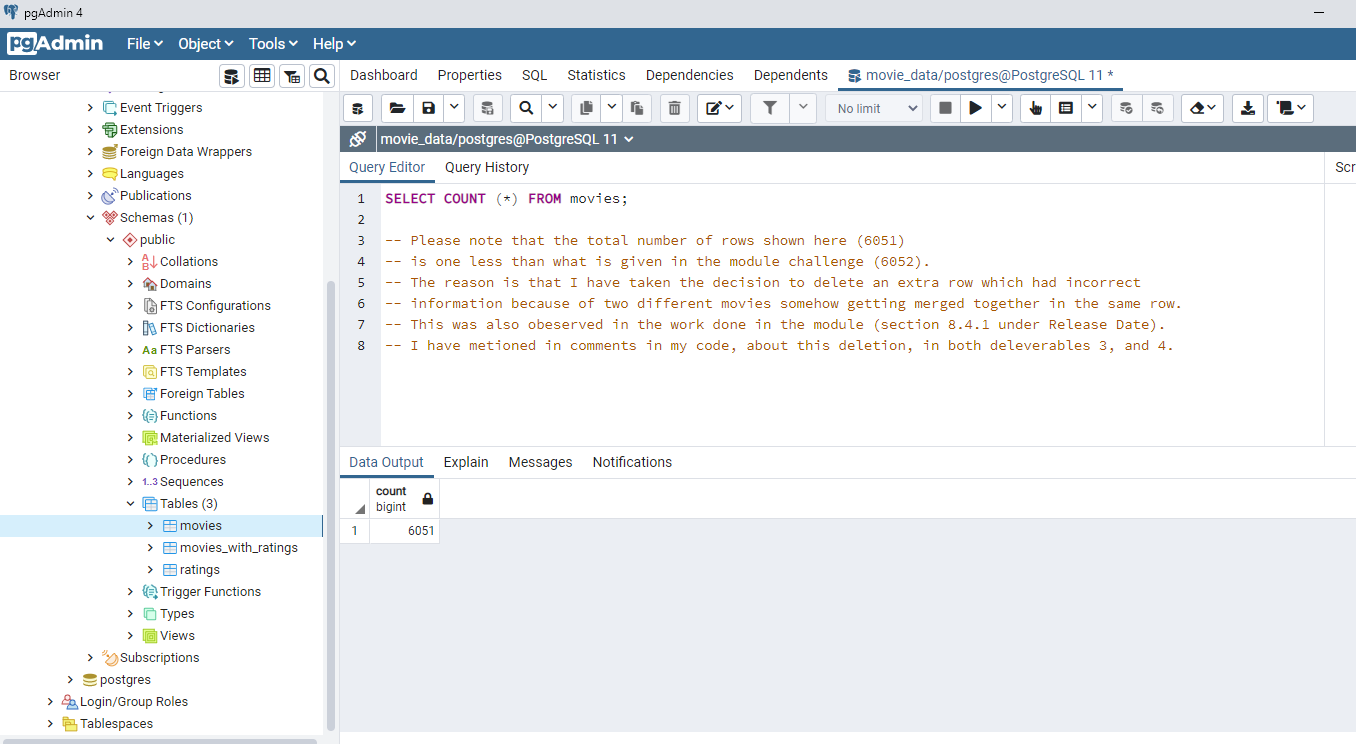 pgAdmin 4
pgAdmin
File
Object
Tools
Help
Browser
Dashboard
Properties
SQL
Statistics
Dependencies
Dependents
movie_data/postgres@PostgreSQL 11 *
No limit
movie_data/postgres@PostgreSQL 11
Query Editor
Query History
Scr
Event Triggers
Extensions
Foreign Data Wrappers
Languages
Publications
Schemas (1)
public
Collations
Domains
FTS Configurations
FTS Dictionaries
Aa FTS Parsers
FTS Templates
Foreign Tables
Functions
Materialized Views
Procedures
1..3 Sequences
Tables (3)
movies
movies_with_ratings
ratings
Trigger Functions
Types
Views
Subscriptions
postgres
Login/Group Roles
Tablespaces
1 SELECT COUNT (*) FROM movies;
2
3 -- Please note that the total number of rows shown here (6051)
4 -- is one less than what is given in the module challenge (6052).
5 -- The reason is that I have taken the decision to delete an extra row which had incorrect
6 -- information because of two different movies somehow getting merged together in the same row.
7 -- This was also obeserved in the work done in the module (section 8.4.1 under Release Date).
8 -- I have metioned in comments in my code, about this deletion, in both deleverables 3, and 4.
Data Output
Explain
Messages
Notifications
count
bigint
1 6051